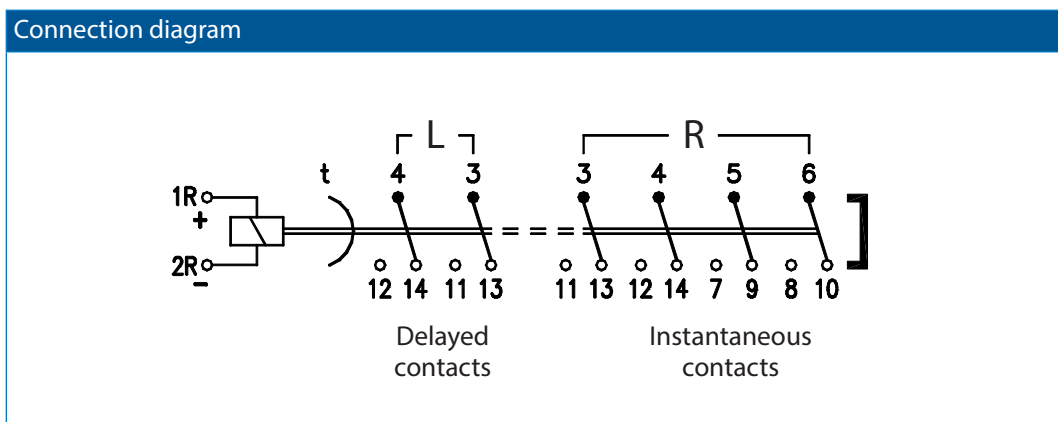 Connection diagram
L R
t 4 3 3 4 5 6
1R
+
2R
–
12 14 11 13 11 13 12 14 7 9 8 10
Delayed Instantaneous
contacts contacts